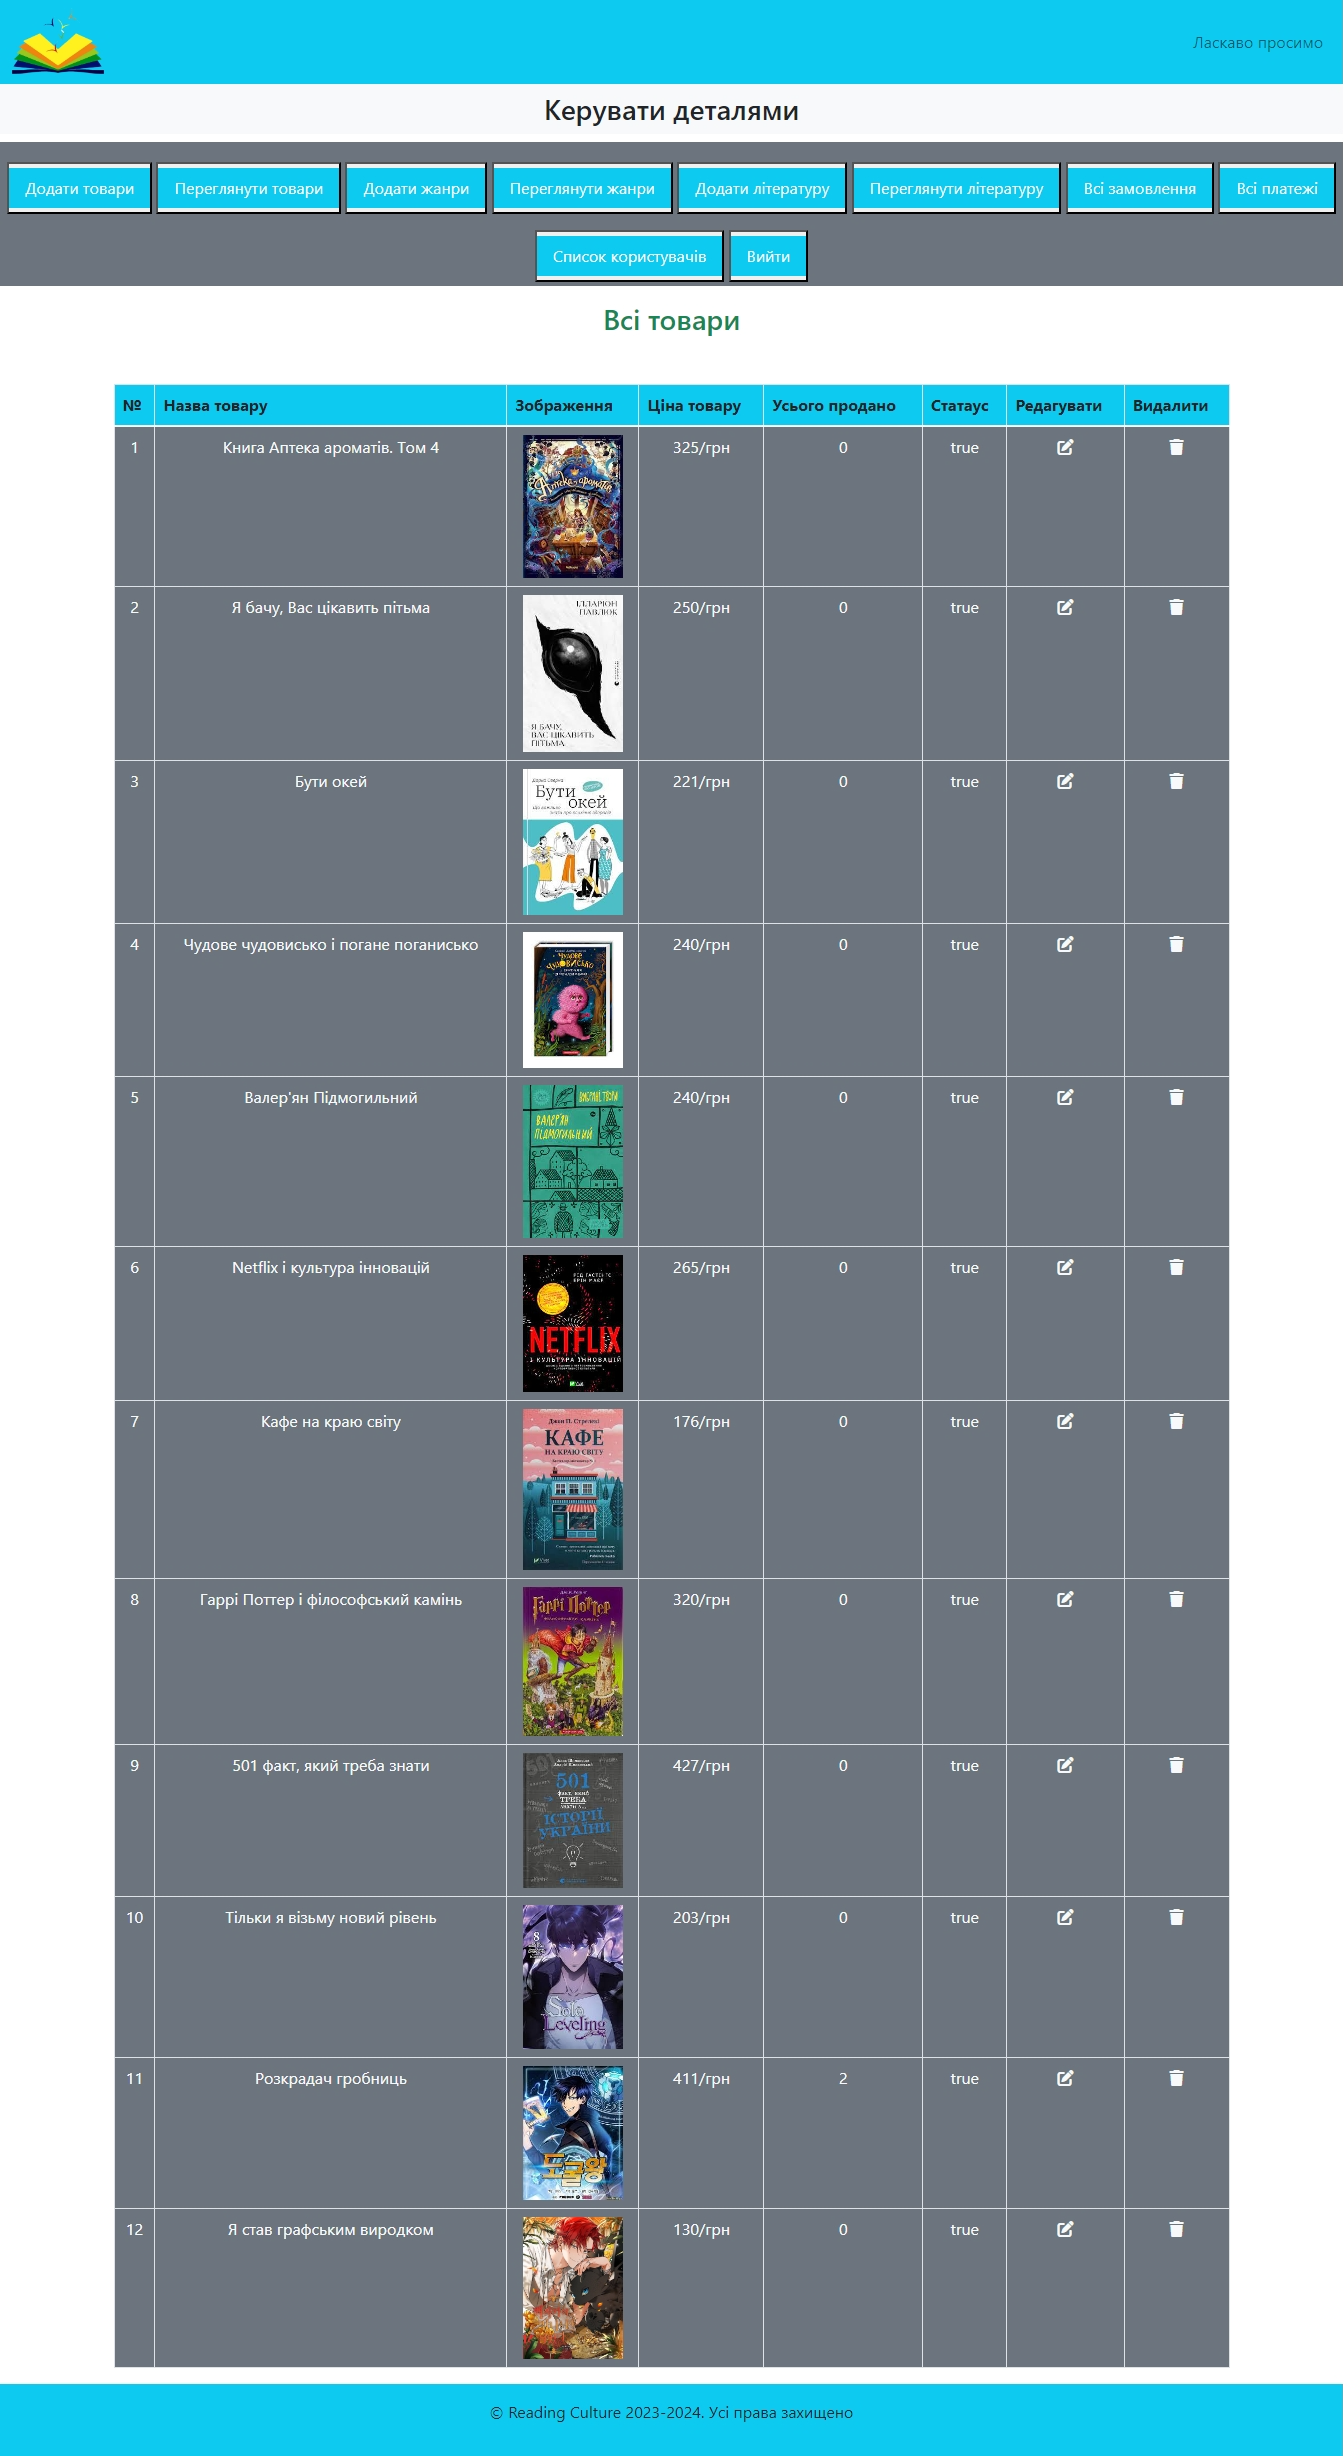 Ласкаво просимо
Керувати деталями
Додати товари
Переглянути товари
Додати жанри
Переглянути жанри
Додати літературу
Переглянути літературу
Всі замовлення
Всі платежі
Список користувачів
Вийти
Всі товари
№ Назва товару Зображення Ціна товару Усього продано Статаус Редагувати Видалити
1 Книга Аптека ароматів. Том 4 325/грн 0 true
Аптека ароматів
2 Я бачу, Вас цікавить пітьма 250/грн 0 true
ІЛЛАРІОН
ПАВЛЮК
Я БАЧУ,
ВАС ЦІКАВИТЬ
ПІТЬМА
3 Бути окей 221/грн 0 true
Бути
окей
4 Чудове чудовисько і погане поганисько 240/грн 0 true
ЧУДОВЕ
ЧУДОВИСЬКО
5 Валер'ян Підмогильний 240/грн 0 true
ВАЛЕР'ЯН
ПІДМОГИЛЬНИЙ
6 Netflix і культура інновацій 265/грн 0 true
РІД ГАСТІНГС
ЕРІН МЕЄР
NETFLIX
І КУЛЬТУРА ІННОВАЦІЙ
7 Кафе на краю світу 176/грн 0 true
Джон П. Стрелекі
КАФЕ
НА КРАЮ СВІТУ
8 Гаррі Поттер і філософський камінь 320/грн 0 true
Гаррі Поттер
9 501 факт, який треба знати 427/грн 0 true
501
ФАКТ, ЯКИЙ
ТРЕБА
ЗНАТИ З...
ІСТОРІЇ
УКРАЇНИ
10 Тільки я візьму новий рівень 203/грн 0 true
8
Solo
Leveling
11 Розкрадач гробниць 411/грн 2 true
도굴왕
12 Я став графським виродком 130/грн 0 true
© Reading Culture 2023-2024. Усі права захищено